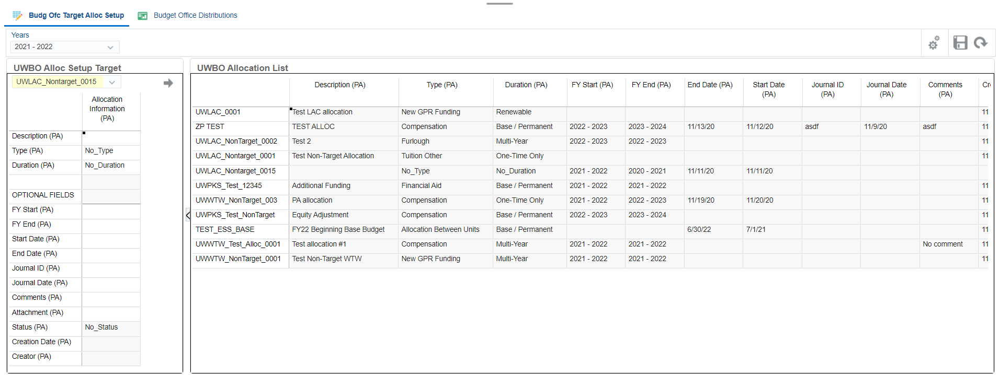 Budg Ofc Target Alloc Setup Budget Office Distributions
Years
2021 - 2022
UWBO Alloc Setup Target
UWLAC_Nontarget_0015
Allocation
Information
(PA)
Description (PA)
Type (PA) No_Type
Duration (PA) No_Duration
OPTIONAL FIELDS
FY Start (PA)
FY End (PA)
Start Date (PA)
End Date (PA)
Journal ID (PA)
Journal Date (PA)
Comments (PA)
Attachment (PA)
Status (PA) No_Status
Creation Date (PA)
Creator (PA)
UWBO Allocation List
Description (PA) Type (PA) Duration (PA) FY Start (PA) FY End (PA) End Date (PA) Start Date (PA) Journal ID (PA) Journal Date (PA) Comments (PA) Cr
UWLAC_0001 Test LAC allocation New GPR Funding Renewable 11
ZP TEST TEST ALLOC Compensation Base / Permanent 2022 - 2023 2023 - 2024 11/13/20 11/12/20 asdf 11/9/20 asdf 11
UWLAC_NonTarget_0002 Test 2 Furlough Multi-Year 2022 - 2023 2022 - 2023 11
UWLAC_Nontarget_0001 Test Non-Target Allocation Tuition Other One-Time Only 11
UWLAC_Nontarget_0015 No_Type No_Duration 2021 - 2022 2020 - 2021 11/11/20 11/11/20
UWPKS_Test_12345 Additional Funding Financial Aid Base / Permanent 2021 - 2022 2021 - 2022 11
UWWTW_NonTarget_003 PA allocation Compensation One-Time Only 2021 - 2022 2022 - 2023 11/19/20 11/20/20 11
UWPKS_Test_NonTarget Equity Adjustment Compensation Base / Permanent 2022 - 2023 2023 - 2024 11
TEST_ESS_BASE FY22 Beginning Base Budget Allocation Between Units Base / Permanent 6/30/22 7/1/21 11
UWWTW_Test_Alloc_0001 Test allocation #1 Compensation Multi-Year 2021 - 2022 2021 - 2022 No comment 11
UWWTW_NonTarget_0001 Test Non-Target WTW New GPR Funding Multi-Year 2021 - 2022 2021 - 2022 11